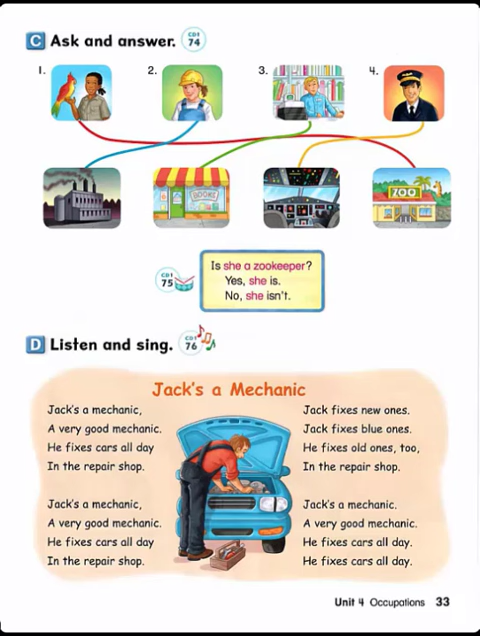 C Ask and answer. CD1 74
1. 2. 3. 4.
BOOKS
ZOO
CD1 75
Is she a zookeeper?
Yes, she is.
No, she isn't.
D Listen and sing. CD1 76
Jack's a Mechanic
Jack's a mechanic,
A very good mechanic.
He fixes cars all day
In the repair shop.
Jack's a mechanic,
A very good mechanic.
He fixes cars all day
In the repair shop.
Jack fixes new ones.
Jack fixes blue ones.
He fixes old ones, too,
In the repair shop.
Jack's a mechanic.
A very good mechanic.
He fixes cars all day.
He fixes cars all day.
Unit 4 Occupations 33